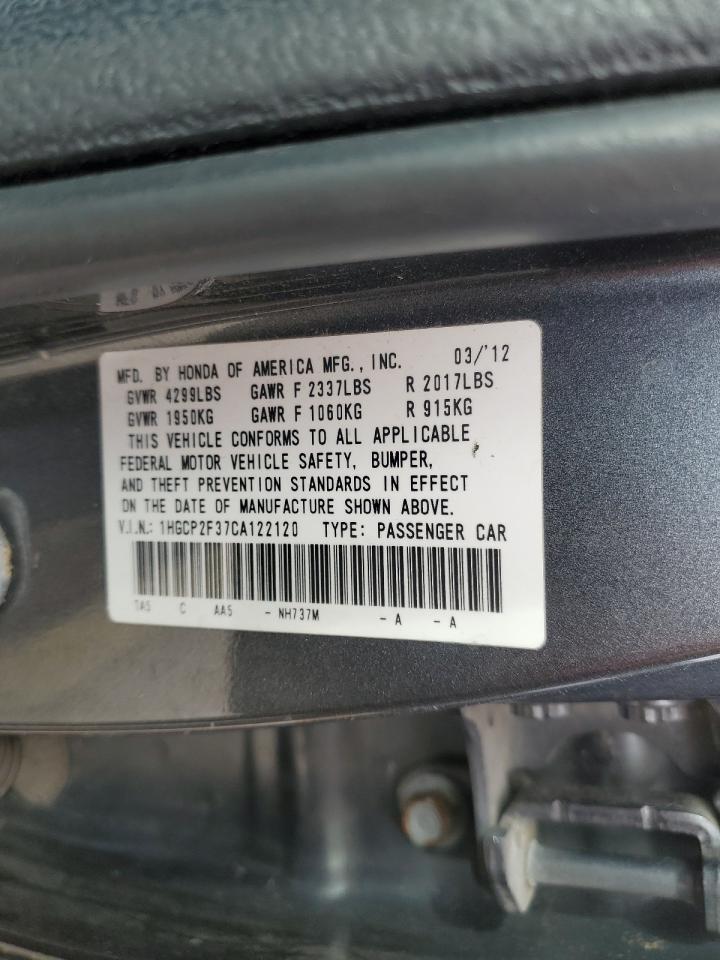 MFD. BY HONDA OF AMERICA MFG., INC. 03/'12
GVWR 4299LBS GAWR F 2337LBS R 2017LBS
GVWR 1950KG GAWR F 1060KG R 915KG
THIS VEHICLE CONFORMS TO ALL APPLICABLE
FEDERAL MOTOR VEHICLE SAFETY, BUMPER,
AND THEFT PREVENTION STANDARDS IN EFFECT
ON THE DATE OF MANUFACTURE SHOWN ABOVE.
V.I.N.: 1HGCP2F37CA122120 TYPE: PASSENGER CAR
TA5 C AA5 - NH737M - A - A